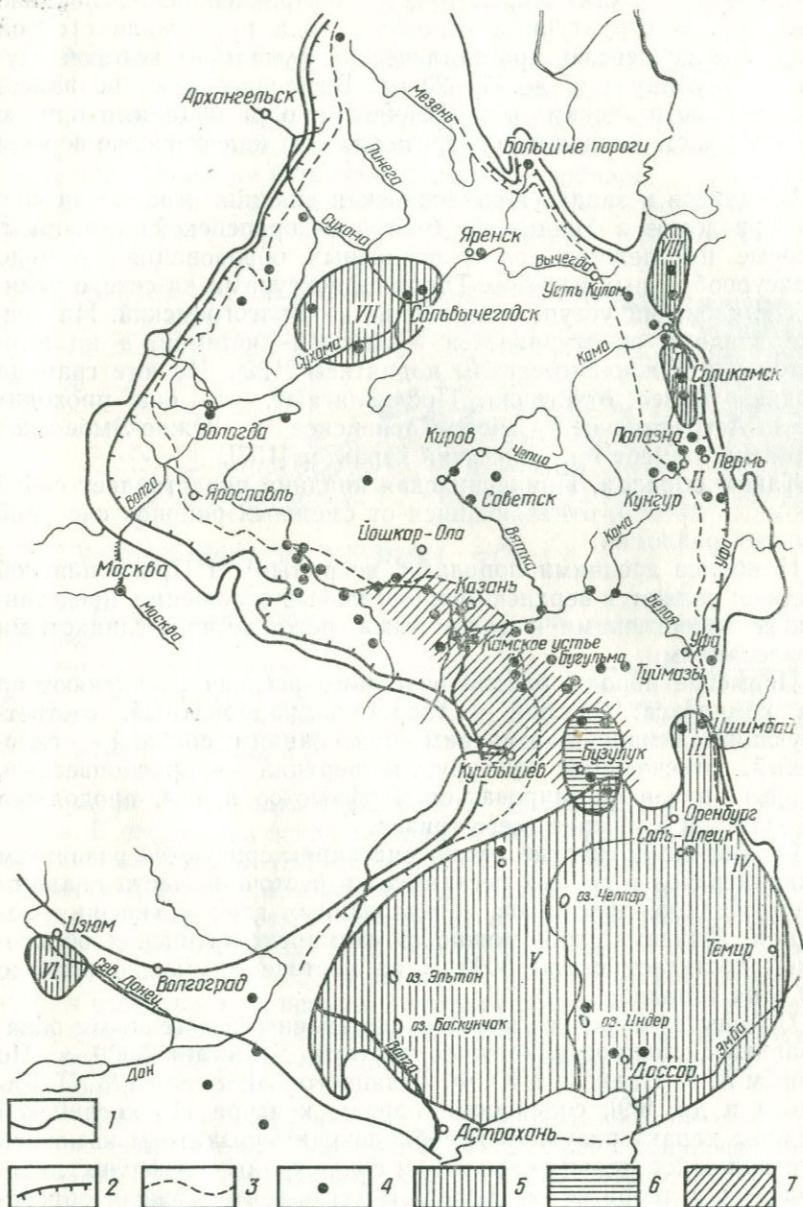 Архангельск
Мезень
Пинега
Большие пороги
Сухона
Яренск
Вычегда
Усть-Кулом
VIII
VII
Сольвычегодск
Сухона
Кама
I
Соликамск
Вологда
Полазна
Киров
Чепца
Пермь
Волга
Ярославль
Советск
Кунгур
II
Йошкар-Ола
Кама
Уфа
Вятка
Москва
Москва
Казань
Белая
Уфа
Камское устье
Бугульма
Туймазы
Ишимбай
III
Куйбышев
Бузулук
Оренбург
Соль-Илецк
IV
оз. Челкар
Изюм
V
VI
Сев. Донец
Волгоград
оз. Эльтон
Темир
оз. Баскунчак
оз. Индер
Волга
Эмба
Дон
Доссор
Астрахань
1
2 3 4 5 6 7